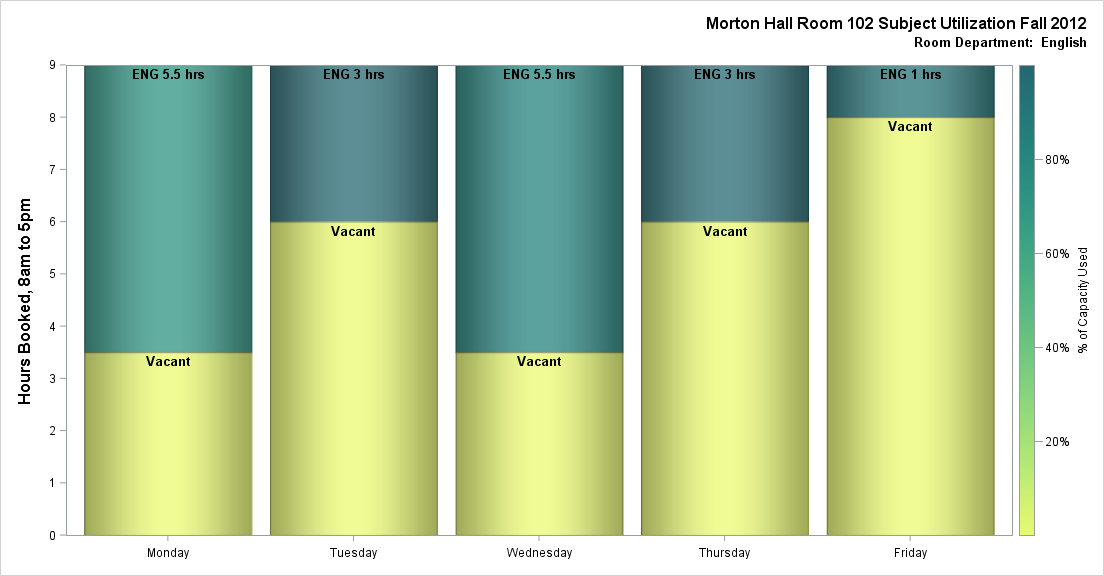 Morton Hall Room 102 Subject Utilization Fall 2012
Room Department:  English
Hours Booked, 8am to 5pm
9
8
7
6
5
4
3
2
1
0
ENG 5.5 hrs
Vacant
ENG 3 hrs
Vacant
ENG 5.5 hrs
Vacant
ENG 3 hrs
Vacant
ENG 1 hrs
Vacant
Monday
Tuesday
Wednesday
Thursday
Friday
80%
60%
40%
20%
% of Capacity Used